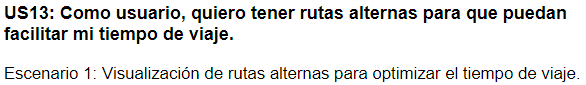 US13: Como usuario, quiero tener rutas alternas para que puedan
facilitar mi tiempo de viaje.
Escenario 1: Visualización de rutas alternas para optimizar el tiempo de viaje.